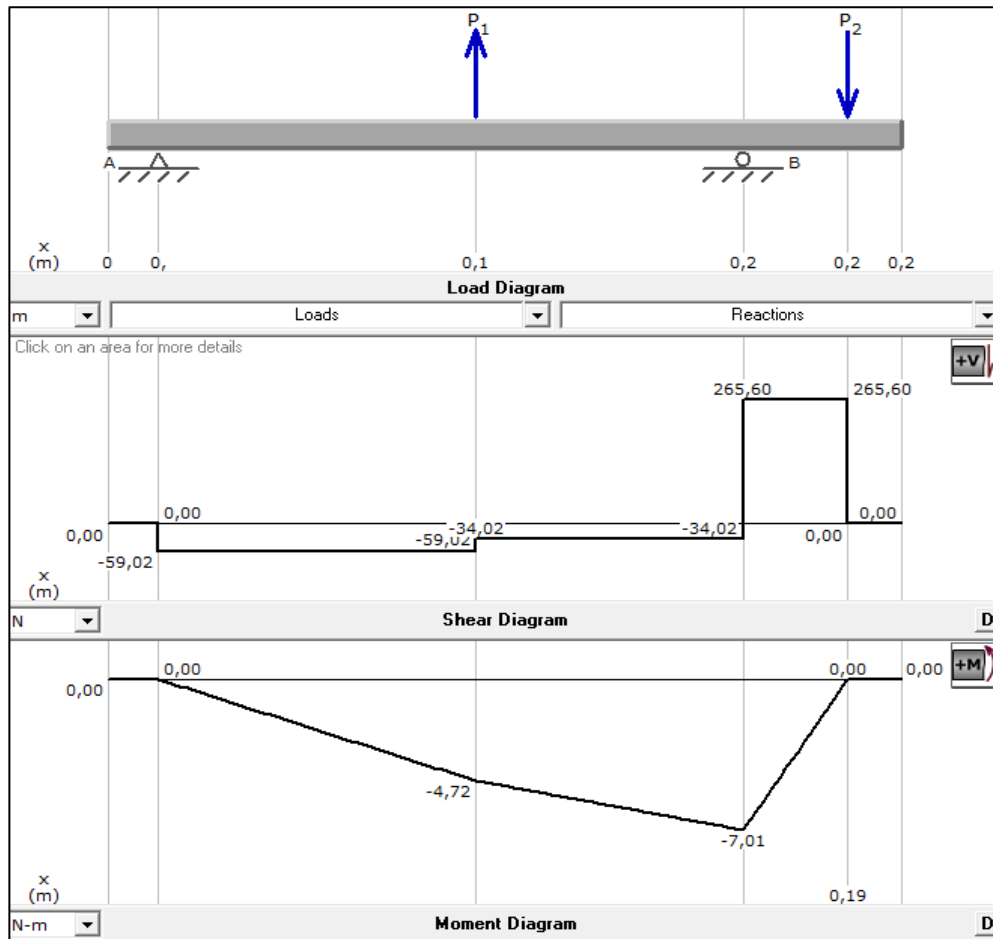 P1 P2
A B
x
(m) 0 0, 0,1 0,2 0,2 0,2
Load Diagram
m Loads Reactions
Click on an area for more details
+V
265,60 265,60
0,00 0,00 -34,02 -34,02 0,00 0,00
-59,02 -59,02
x
(m)
N Shear Diagram D
+M
0,00 0,00 0,00 0,00
-4,72
-7,01
x
(m) 0,19
N-m Moment Diagram D